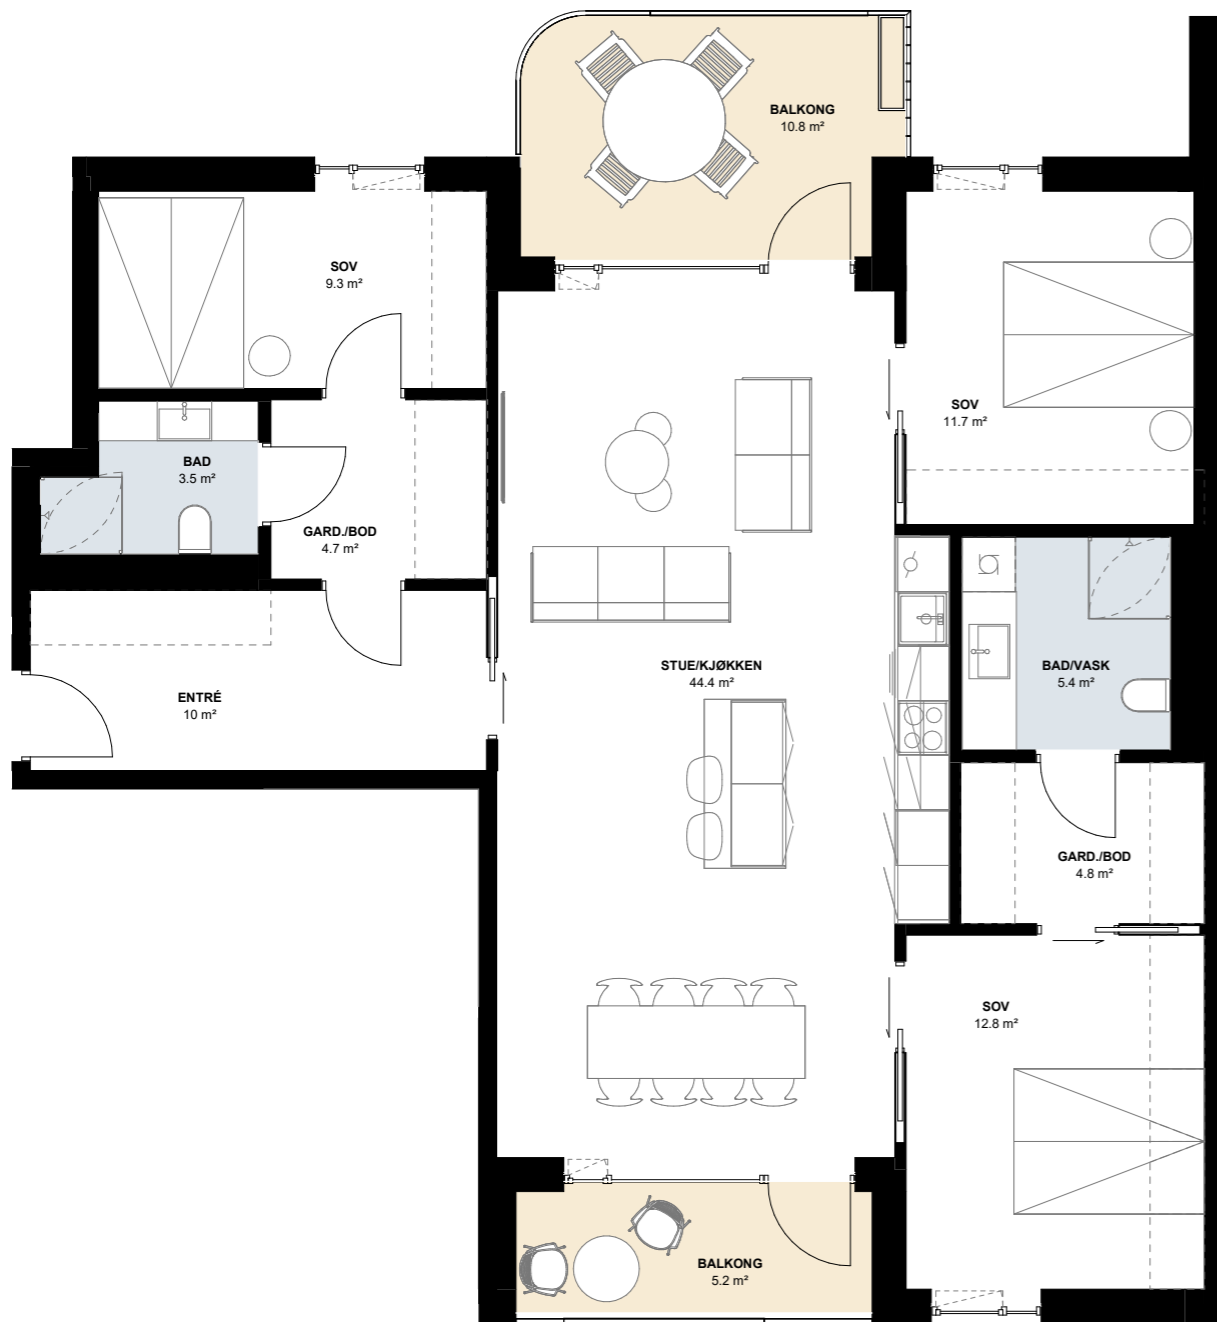 BALKONG
10.8 m²
SOV
9.3 m²
SOV
11.7 m²
BAD
3.5 m²
GARD./BOD
4.7 m²
STUE/KJØKKEN
44.4 m²
BAD/VASK
5.4 m²
ENTRÉ
10 m²
GARD./BOD
4.8 m²
SOV
12.8 m²
BALKONG
5.2 m²